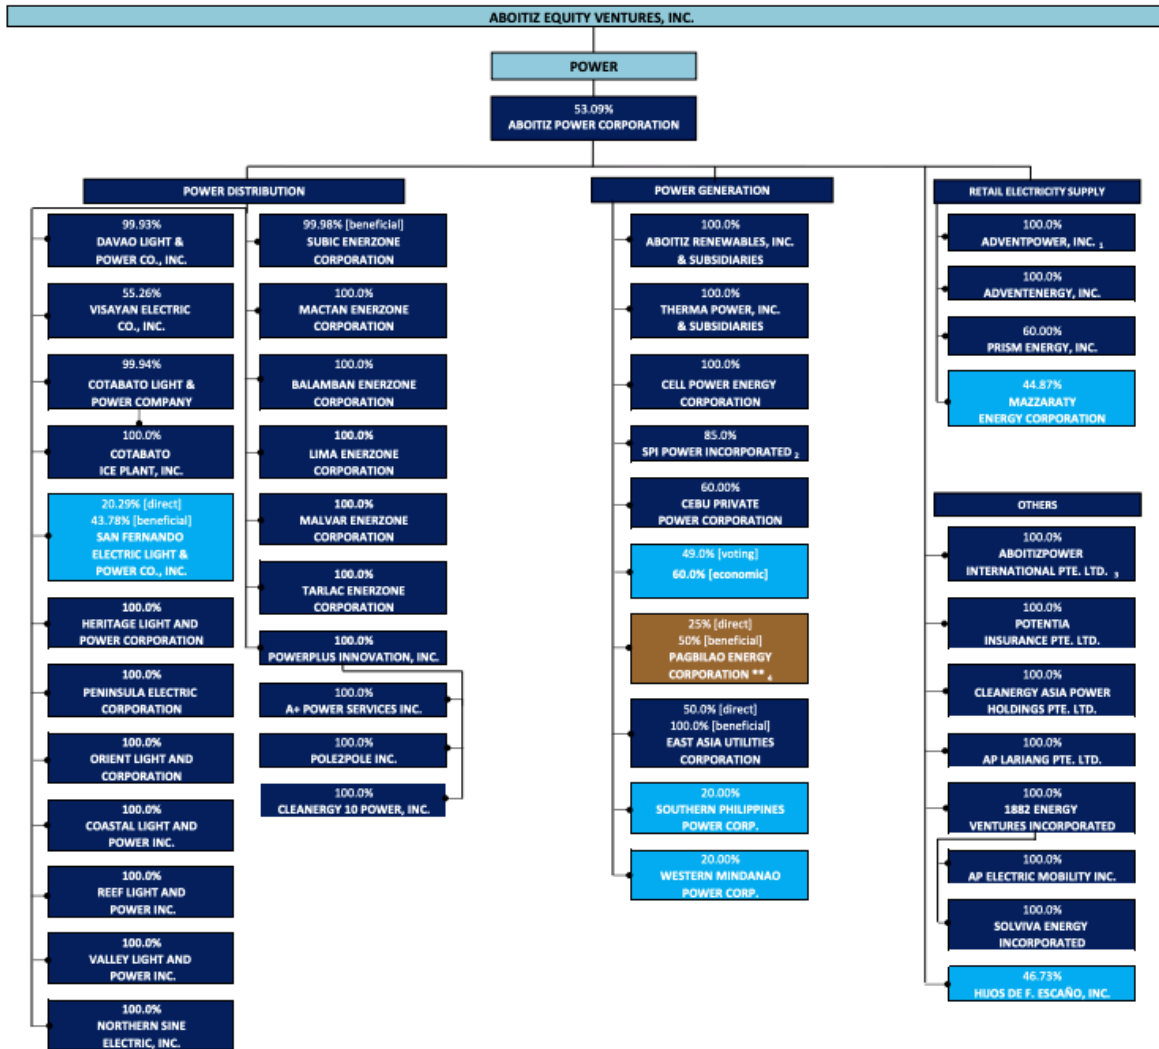 ABOITIZ EQUITY VENTURES, INC.
POWER
53.09%
ABOITIZ POWER CORPORATION
POWER DISTRIBUTION
99.93%
DAVAO LIGHT &
POWER CO., INC.
55.26%
VISAYAN ELECTRIC
CO., INC.
99.94%
COTABATO LIGHT &
POWER COMPANY
100.0%
COTABATO
ICE PLANT, INC.
20.29% [direct]
43.78% [beneficial]
SAN FERNANDO
ELECTRIC LIGHT &
POWER CO., INC.
100.0%
HERITAGE LIGHT AND
POWER CORPORATION
100.0%
PENINSULA ELECTRIC
CORPORATION
100.0%
ORIENT LIGHT AND
CORPORATION
100.0%
COASTAL LIGHT AND
POWER INC.
100.0%
REEF LIGHT AND
POWER INC.
100.0%
VALLEY LIGHT AND
POWER INC.
100.0%
NORTHERN SINE
ELECTRIC, INC.
99.98% [beneficial]
SUBIC ENERZONE
CORPORATION
100.0%
MACTAN ENERZONE
CORPORATION
100.0%
BALAMBAN ENERZONE
CORPORATION
100.0%
LIMA ENERZONE
CORPORATION
100.0%
MALVAR ENERZONE
CORPORATION
100.0%
TARLAC ENERZONE
CORPORATION
100.0%
POWERPLUS INNOVATION, INC.
100.0%
A+ POWER SERVICES INC.
100.0%
POLE2POLE INC.
100.0%
CLEANERGY 10 POWER, INC.
POWER GENERATION
100.0%
ABOITIZ RENEWABLES, INC.
& SUBSIDIARIES
100.0%
THERMA POWER, INC.
& SUBSIDIARIES
100.0%
CELL POWER ENERGY
CORPORATION
85.0%
SPI POWER INCORPORATED 2
60.00%
CEBU PRIVATE
POWER CORPORATION
49.0% [voting]
60.0% [economic]
25% [direct]
50% [beneficial]
PAGBILAO ENERGY
CORPORATION ** 4
50.0% [direct]
100.0% [beneficial]
EAST ASIA UTILITIES
CORPORATION
20.00%
SOUTHERN PHILIPPINES
POWER CORP.
20.00%
WESTERN MINDANAO
POWER CORP.
RETAIL ELECTRICITY SUPPLY
100.0%
ADVENTPOWER, INC. 1
100.0%
ADVENTENERGY, INC.
60.00%
PRISM ENERGY, INC.
44.87%
MAZZARATY
ENERGY CORPORATION
OTHERS
100.0%
ABOITIZPOWER
INTERNATIONAL PTE. LTD. 3
100.0%
POTENTIA
INSURANCE PTE. LTD.
100.0%
CLEANERGY ASIA POWER
HOLDINGS PTE. LTD.
100.0%
AP LARIANG PTE. LTD.
100.0%
1882 ENERGY
VENTURES INCORPORATED
100.0%
AP ELECTRIC MOBILITY INC.
100.0%
SOLVIVA ENERGY
INCORPORATED
46.73%
HIJOS DE F. ESCAÑO, INC.